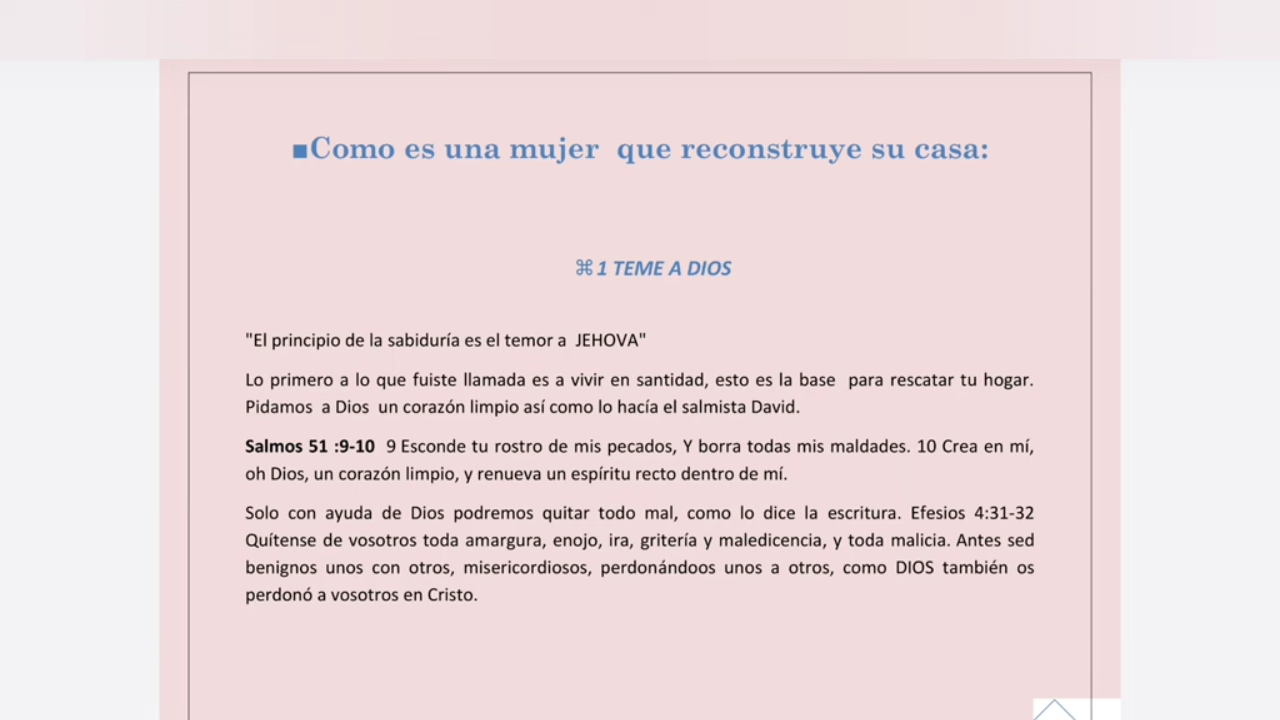 ■Como es una mujer  que reconstruye su casa:
⌘1 TEME A DIOS
"El principio de la sabiduría es el temor a  JEHOVA"
Lo primero a lo que fuiste llamada es a vivir en santidad, esto es la base  para rescatar tu hogar.
Pidamos  a Dios  un corazón limpio así como lo hacía el salmista David.
Salmos 51 :9-10  9 Esconde tu rostro de mis pecados, Y borra todas mis maldades. 10 Crea en mí,
oh Dios, un corazón limpio, y renueva un espíritu recto dentro de mí.
Solo con ayuda de Dios podremos quitar todo mal, como lo dice la escritura. Efesios 4:31-32
Quítense de vosotros toda amargura, enojo, ira, gritería y maledicencia, y toda malicia. Antes sed
benignos unos con otros, misericordiosos, perdonándoos unos a otros, como DIOS también os
perdonó a vosotros en Cristo.